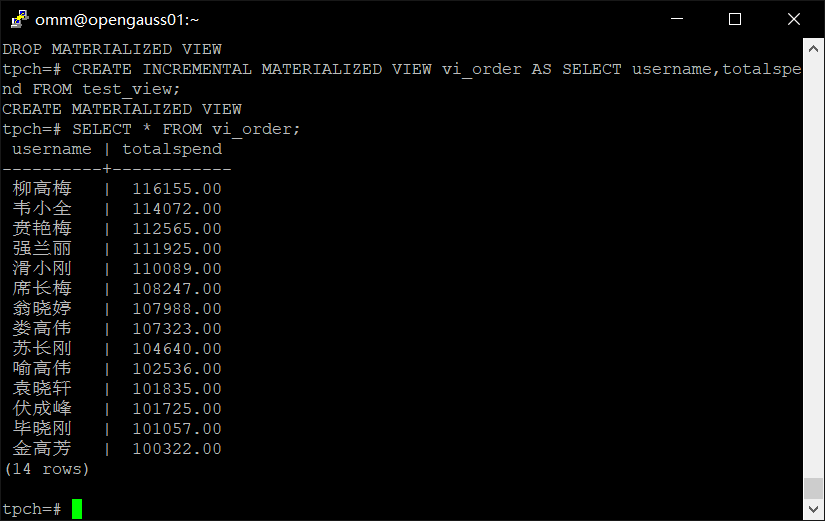 omm@opengauss01:~
DROP MATERIALIZED VIEW
tpch=# CREATE INCREMENTAL MATERIALIZED VIEW vi_order AS SELECT username,totalspe
nd FROM test_view;
CREATE MATERIALIZED VIEW
tpch=# SELECT * FROM vi_order;
 username | totalspend
----------+------------
 柳高梅   |  116155.00
 韦小全   |  114072.00
 贲艳梅   |  112565.00
 强兰丽   |  111925.00
 滑小刚   |  110089.00
 席长梅   |  108247.00
 翁晓婷   |  107988.00
 娄高伟   |  107323.00
 苏长刚   |  104640.00
 喻高伟   |  102536.00
 袁晓轩   |  101835.00
 伏成峰   |  101725.00
 毕晓刚   |  101057.00
 金高芳   |  100322.00
(14 rows)
tpch=#